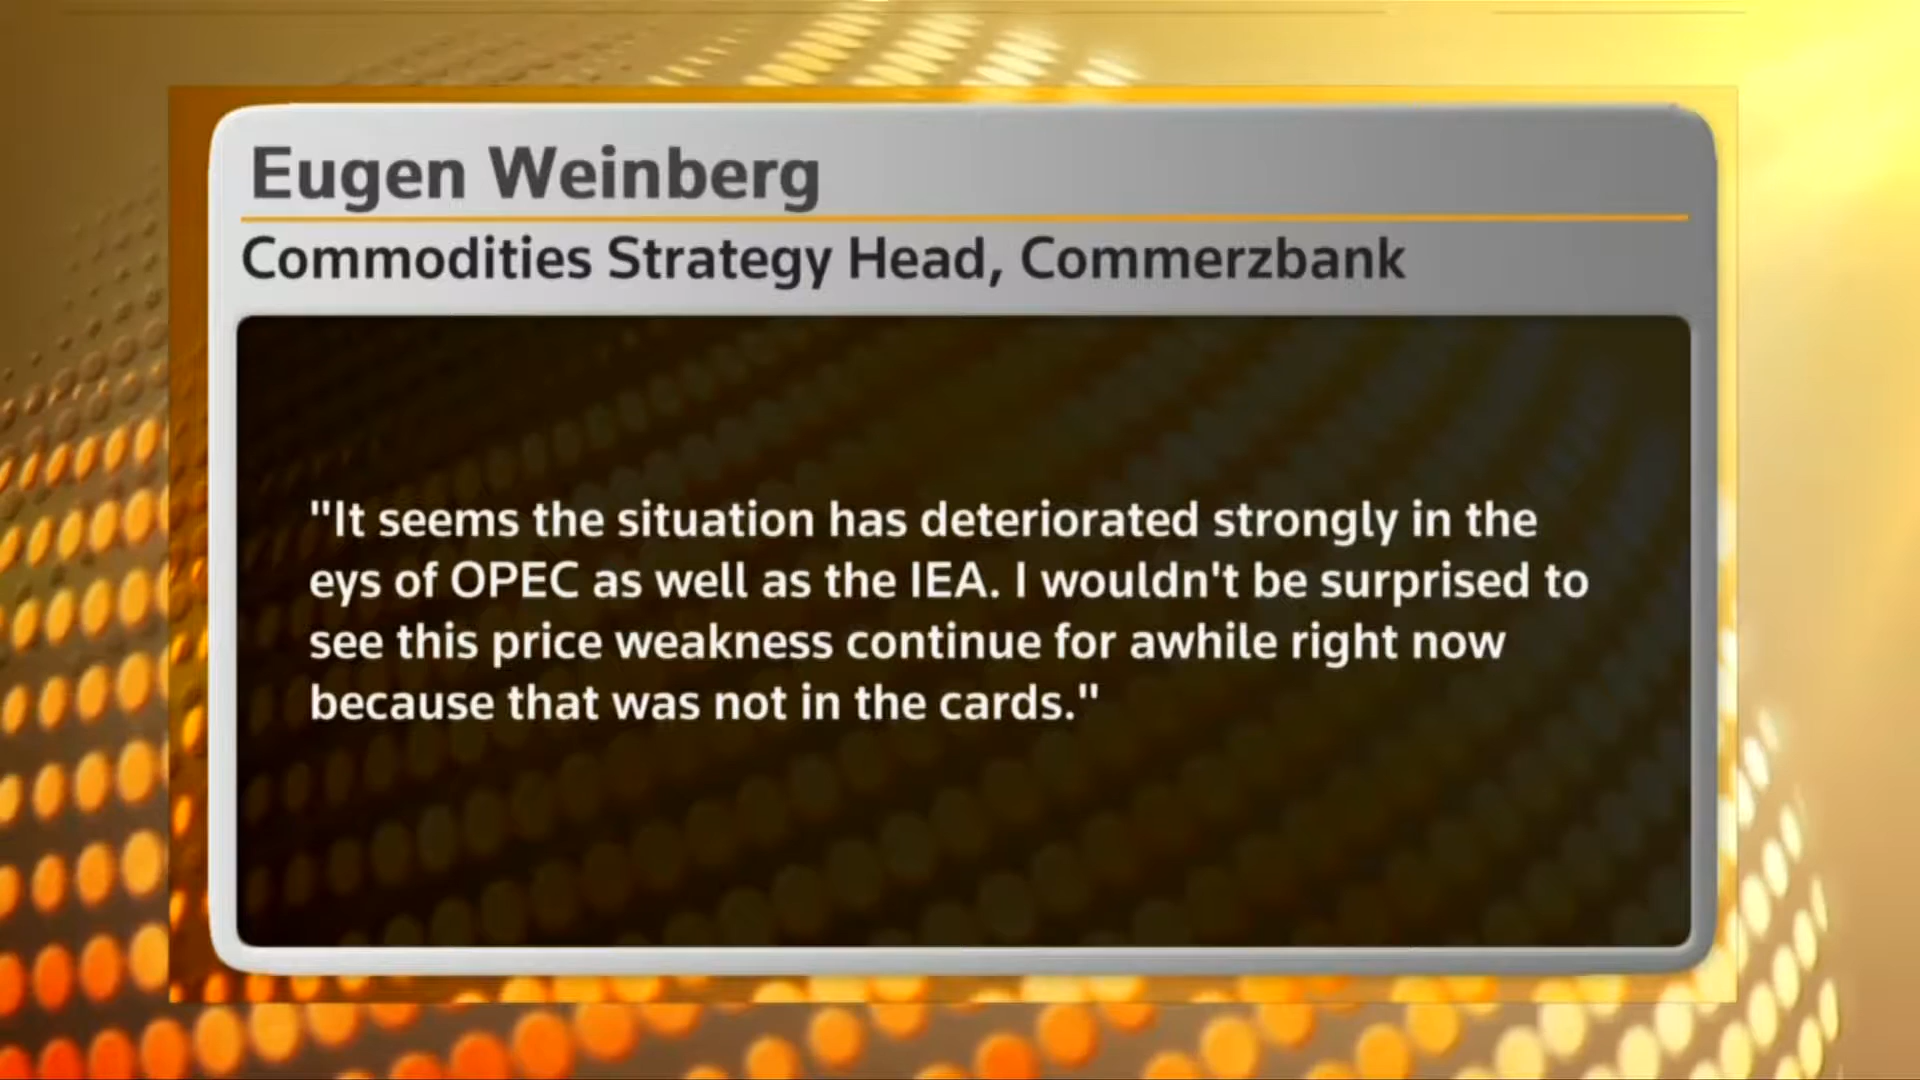 Eugen Weinberg
Commodities Strategy Head, Commerzbank
"It seems the situation has deteriorated strongly in the
eys of OPEC as well as the IEA. I wouldn't be surprised to
see this price weakness continue for awhile right now
because that was not in the cards."